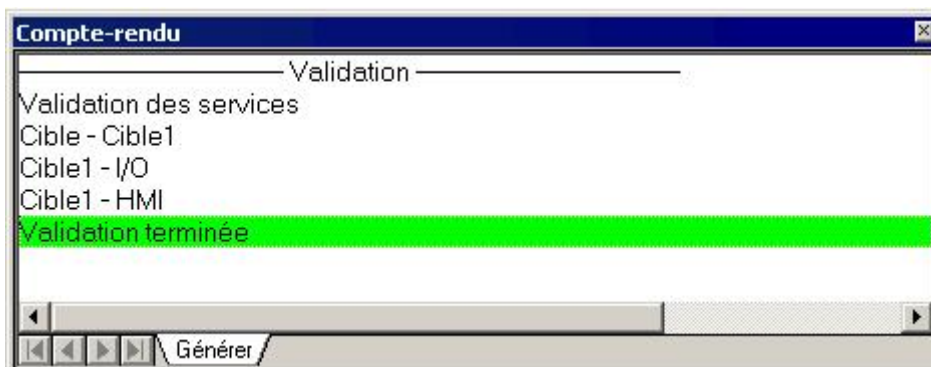 Compte-rendu
Validation
Validation des services
Cible - Cible1
Cible1 - I/O
Cible1 - HMI
Validation terminée
Générer